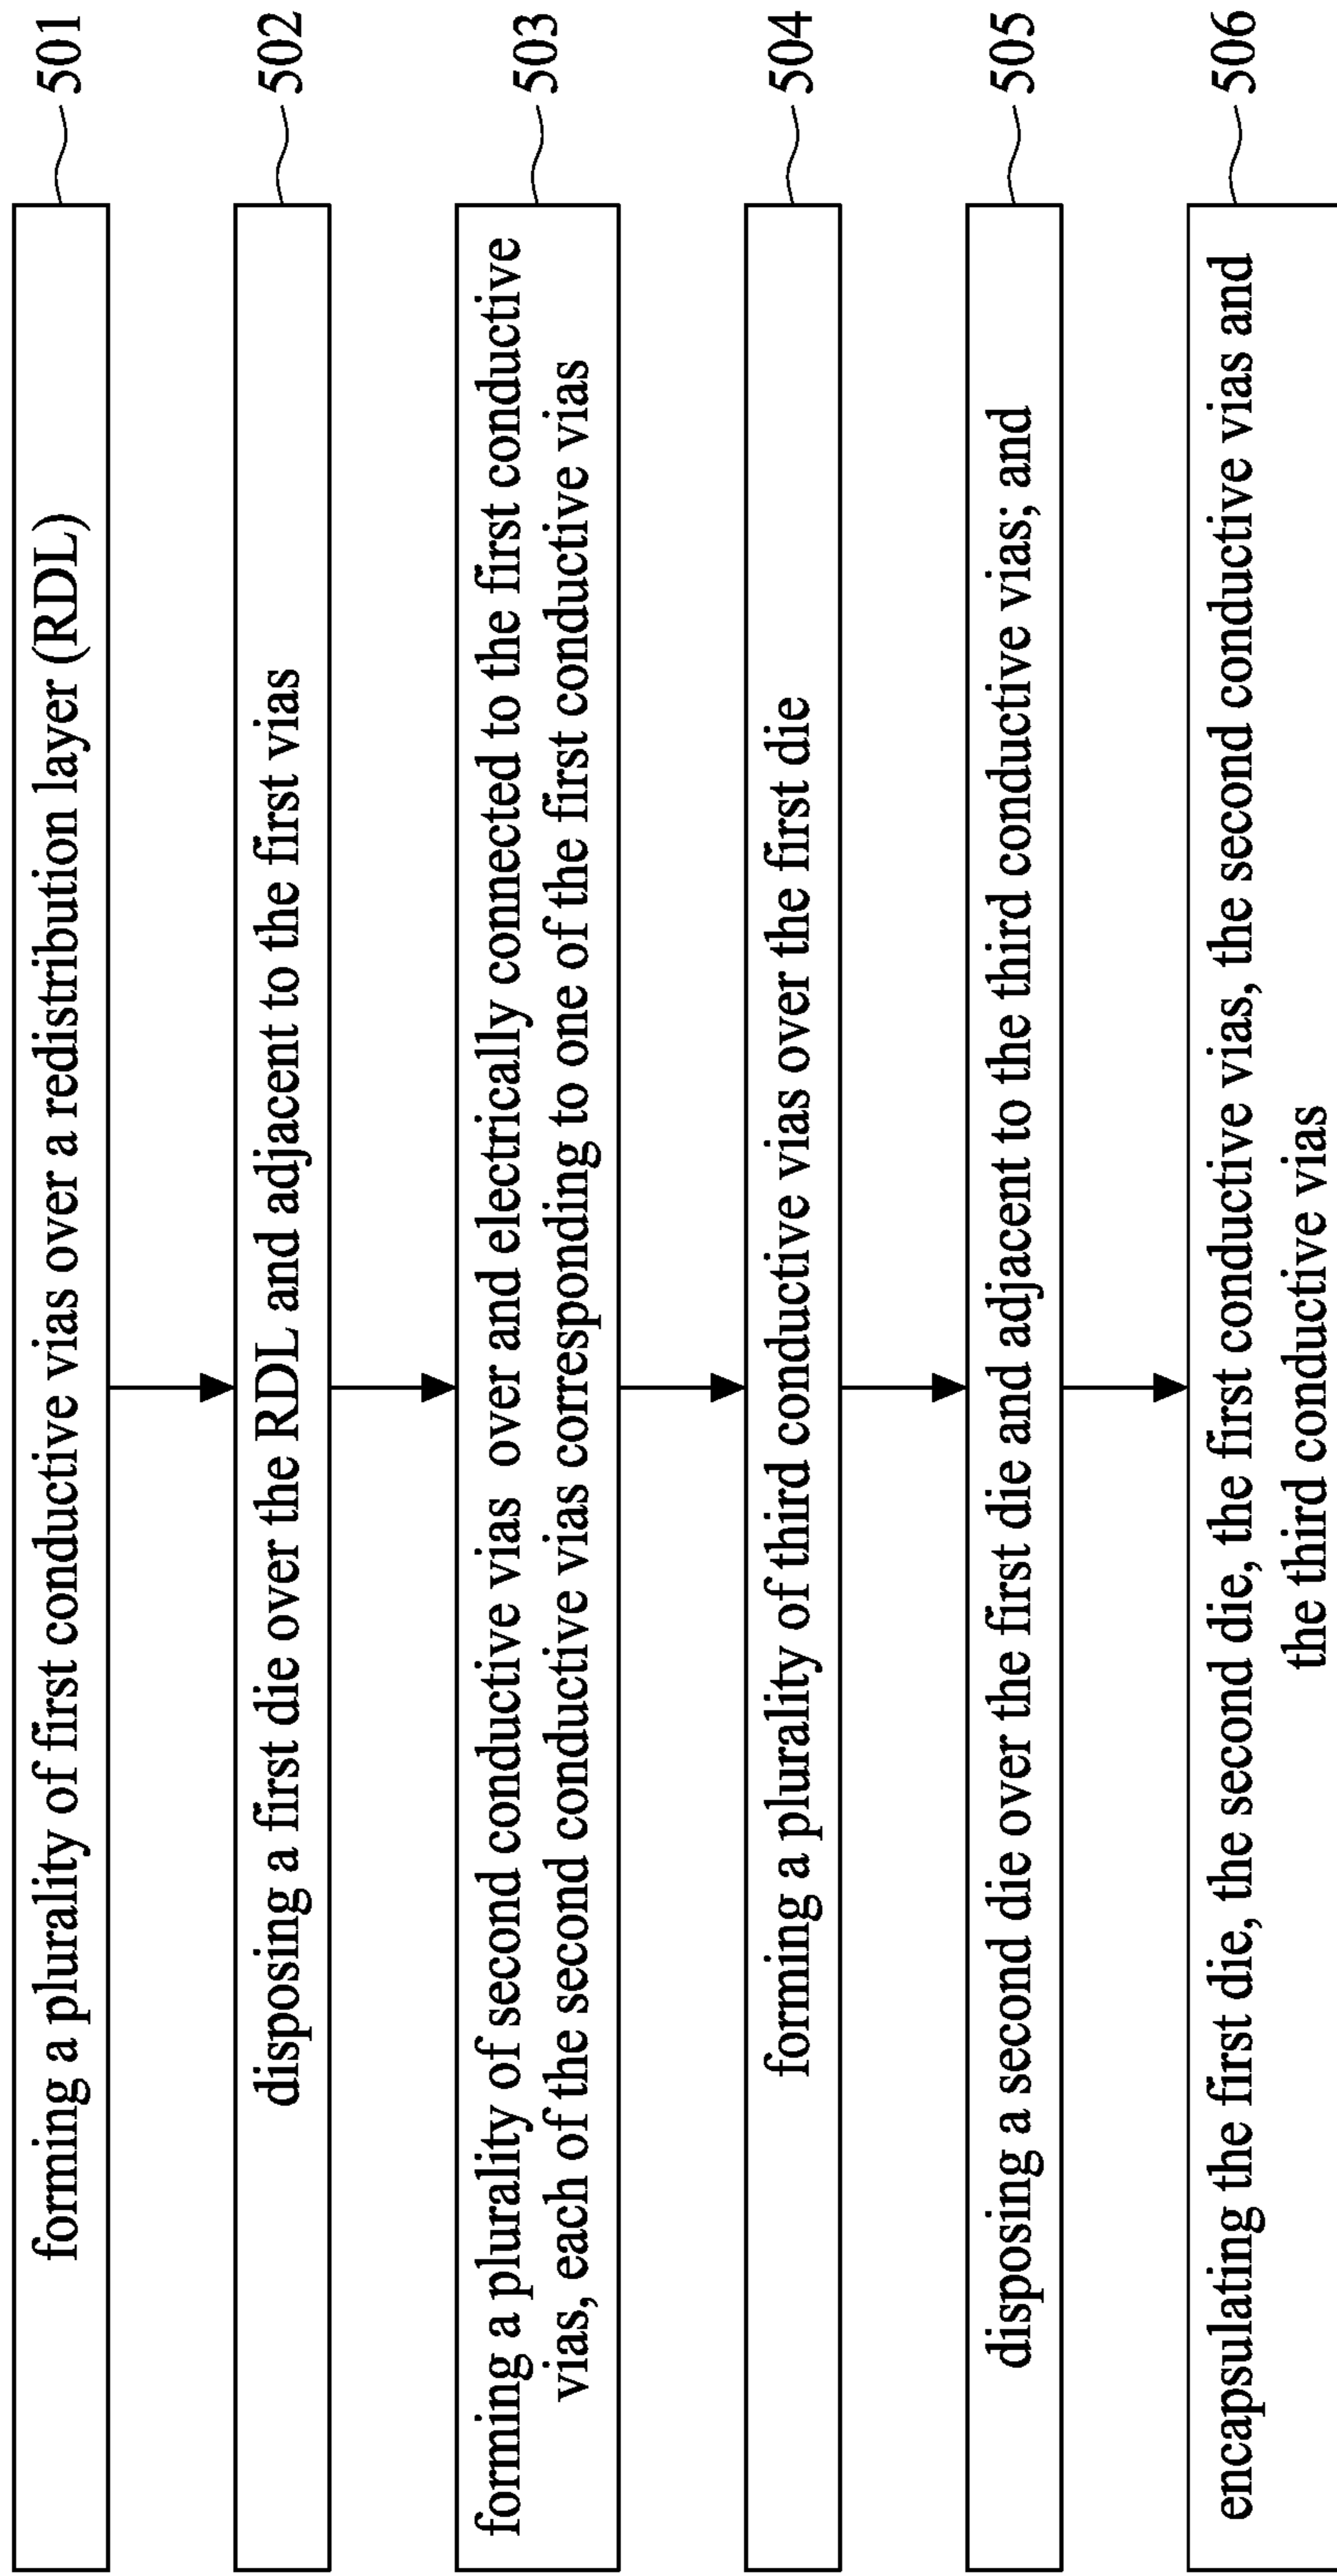 forming a plurality of first conductive vias over a redistribution layer (RDL)
501
disposing a first die over the RDL and adjacent to the first vias
502
forming a plurality of second conductive vias over and electrically connected to the first conductive
vias, each of the second conductive vias corresponding to one of the first conductive vias
503
forming a plurality of third conductive vias over the first die
504
disposing a second die over the first die and adjacent to the third conductive vias; and
505
encapsulating the first die, the second die, the first conductive vias, the second conductive vias and
the third conductive vias
506